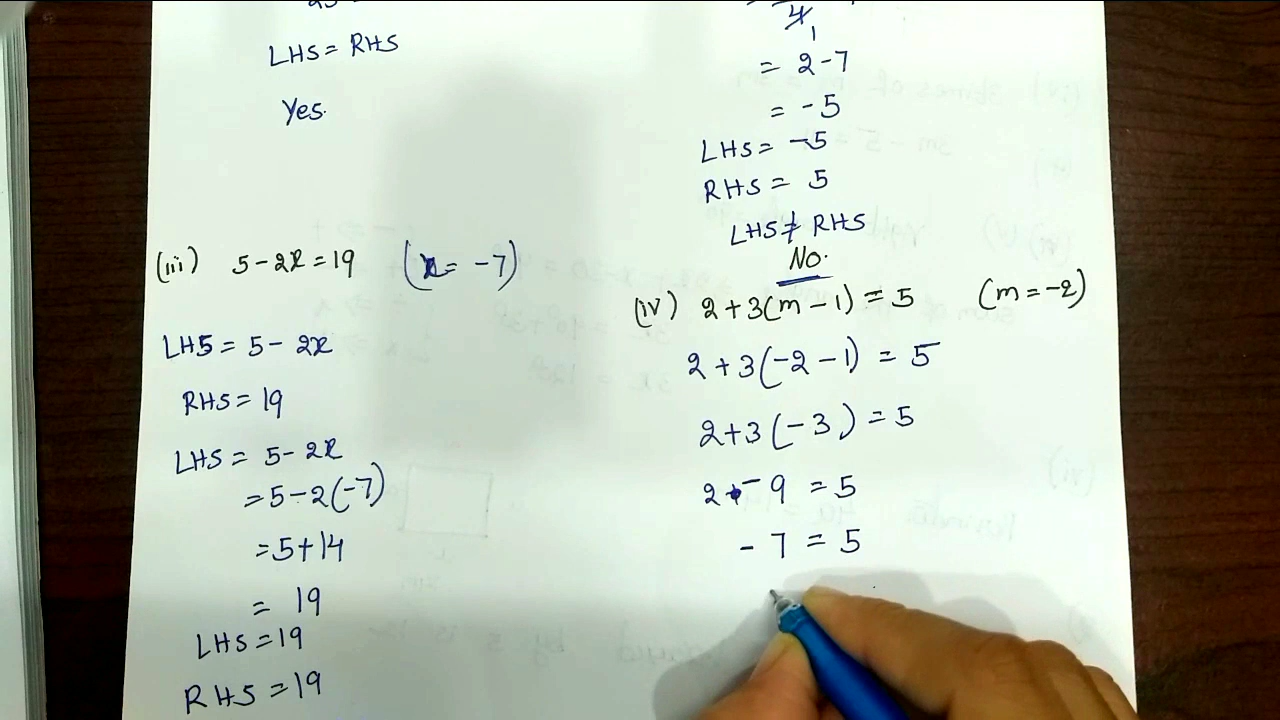 LHS = RHS
Yes.
(iii) 5 - 2x = 19 (x = -7)
LHS = 5 - 2x
RHS = 19
LHS = 5 - 2x
= 5 - 2(-7)
= 5 + 14
= 19
LHS = 19
RHS = 19
4 1
= 2 - 7
= -5
LHS = -5
RHS = 5
LHS ≠ RHS
No.
(iv) 2 + 3(m - 1) = 5 (m = -2)
2 + 3(-2 - 1) = 5
2 + 3(-3) = 5
2 - 9 = 5
- 7 = 5